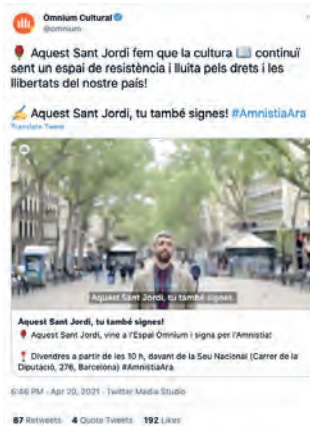 Òmnium Cultural
@omnium
🌹 Aquest Sant Jordi fem que la cultura 📖 continuï
sent un espai de resistència i lluita pels drets i les
llibertats del nostre país!
✍️ Aquest Sant Jordi, tu també signes! #AmnistiaAra
Translate Tweet
Aquest Sant Jordi, tu també signes.
Aquest Sant Jordi, tu també signes!
🌹 Aquest Sant Jordi, vine a l'Espai Òmnium i signa per l'Amnistia!
📍 Divendres a partir de les 10 h, davant de la Seu Nacional (Carrer de la
Diputació, 276, Barcelona) #AmnistiaAra
6:46 PM · Apr 20, 2021 · Twitter Media Studio
87 Retweets 4 Quote Tweets 192 Likes